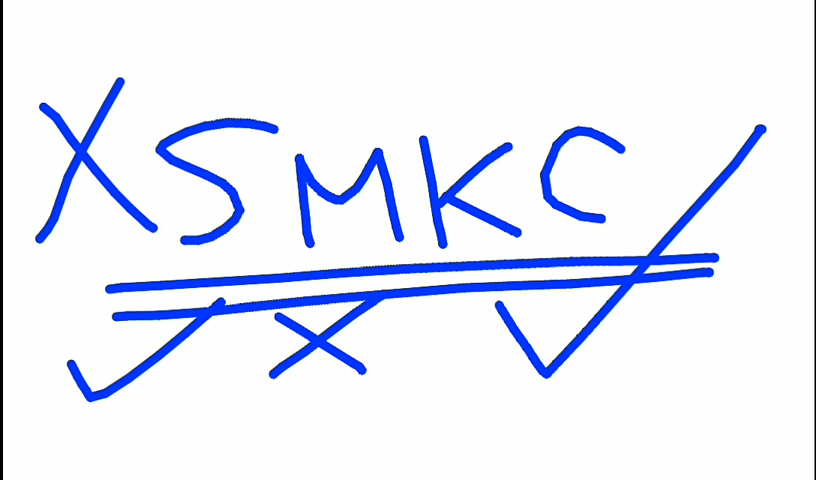 XSMKC
✓ X ✓